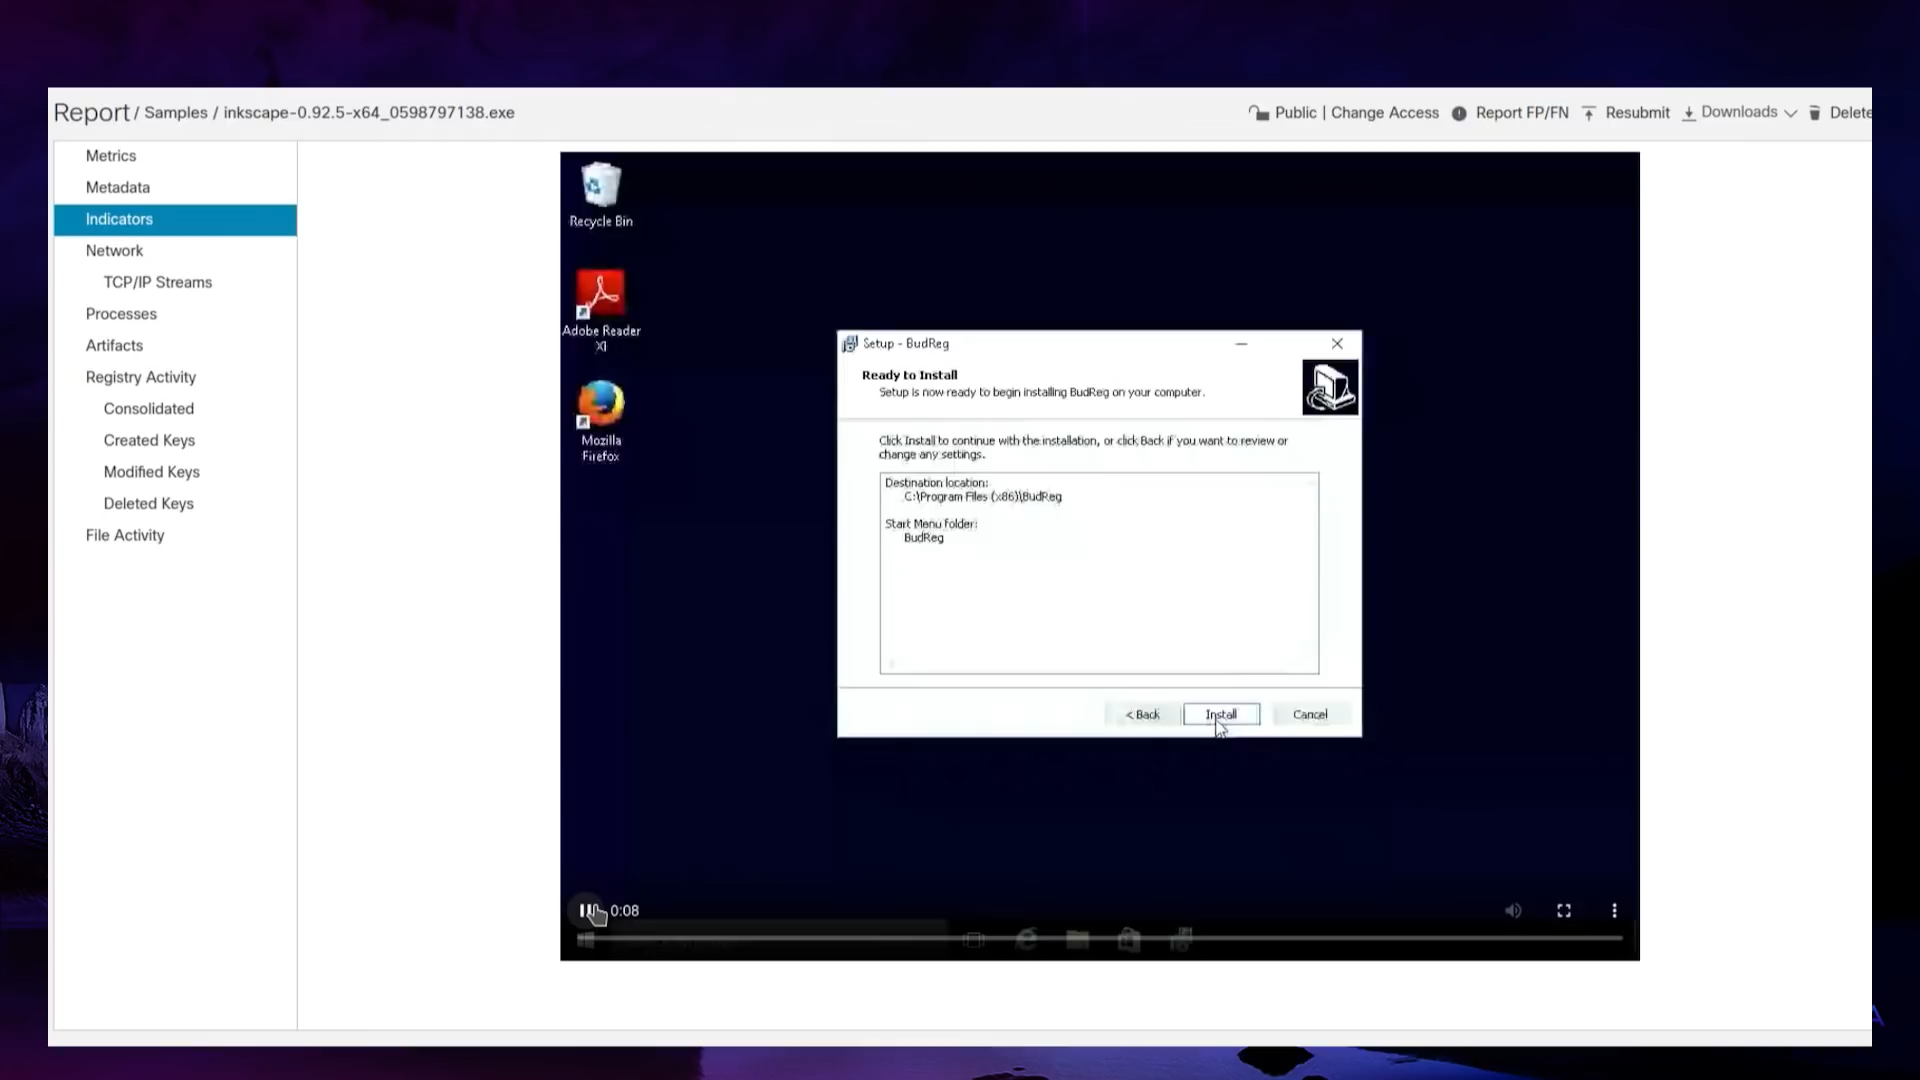 Report / Samples / inkscape-0.92.5-x64_0598797138.exe
Public | Change Access
Report FP/FN
Resubmit
Downloads
Delete
Metrics
Metadata
Indicators
Network
TCP/IP Streams
Processes
Artifacts
Registry Activity
Consolidated
Created Keys
Modified Keys
Deleted Keys
File Activity
Recycle Bin
Adobe Reader
XI
Mozilla
Firefox
Setup - BudReg
Ready to Install
Setup is now ready to begin installing BudReg on your computer.
Click Install to continue with the installation, or click Back if you want to review or
change any settings.
Destination location:
C:\Program Files (x86)\BudReg
Start Menu folder:
BudReg
< Back
Install
Cancel
0:08